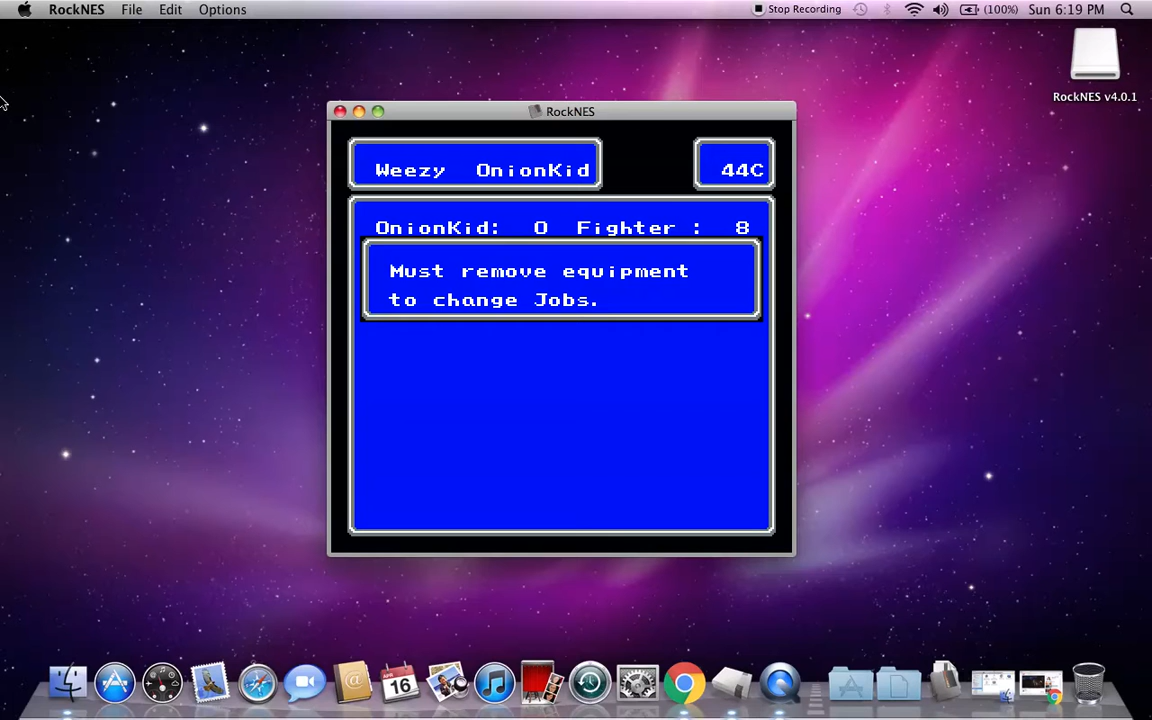 RockNES File Edit Options
Stop Recording (100%) Sun 6:19 PM
RockNES v4.0.1
RockNES
Weezy OnionKid
44C
OnionKid: 0 Fighter : 8
Must remove equipment
to change Jobs.
16